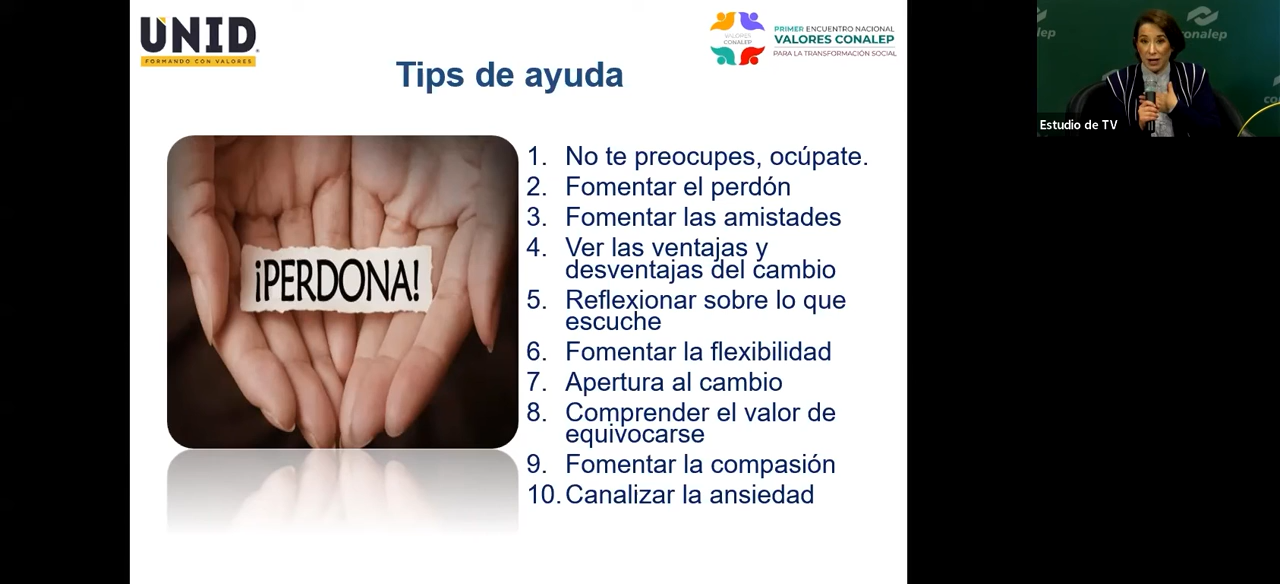 UNID
FORMANDO CON VALORES
VALORES
CONALEP
PRIMER ENCUENTRO NACIONAL
VALORES CONALEP
PARA LA TRANSFORMACIÓN SOCIAL
Tips de ayuda
¡PERDONA!
1. No te preocupes, ocúpate.
2. Fomentar el perdón
3. Fomentar las amistades
4. Ver las ventajas y
desventajas del cambio
5. Reflexionar sobre lo que
escuche
6. Fomentar la flexibilidad
7. Apertura al cambio
8. Comprender el valor de
equivocarse
9. Fomentar la compasión
10. Canalizar la ansiedad
Estudio de TV